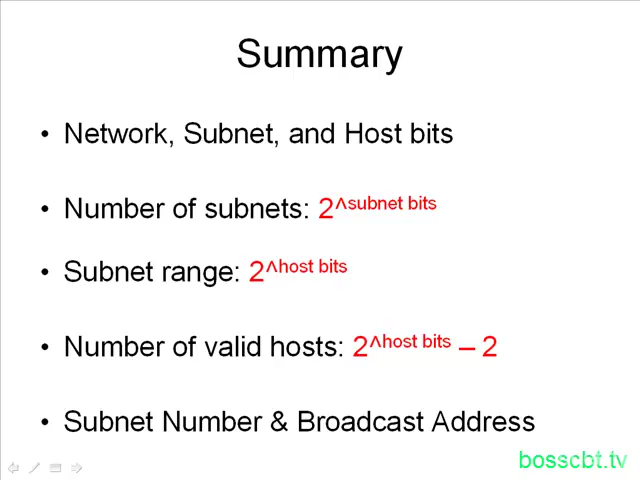 Summary
• Network, Subnet, and Host bits
• Number of subnets: 2^subnet bits
• Subnet range: 2^host bits
• Number of valid hosts: 2^host bits – 2
• Subnet Number & Broadcast Address
bosscbt.tv